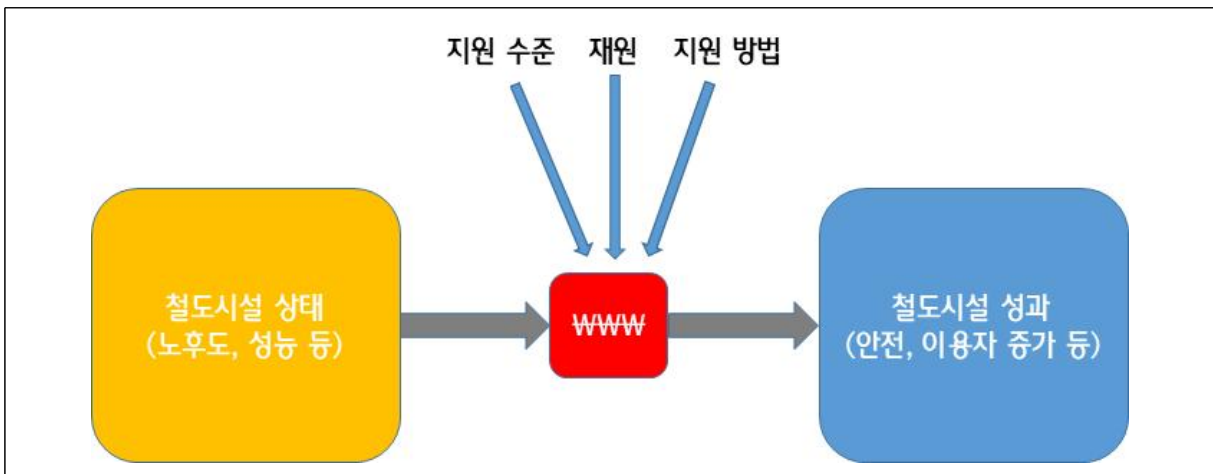 지원 수준 재원 지원 방법
철도시설 상태
(노후도, 성능 등)
₩₩₩
철도시설 성과
(안전, 이용자 증가 등)